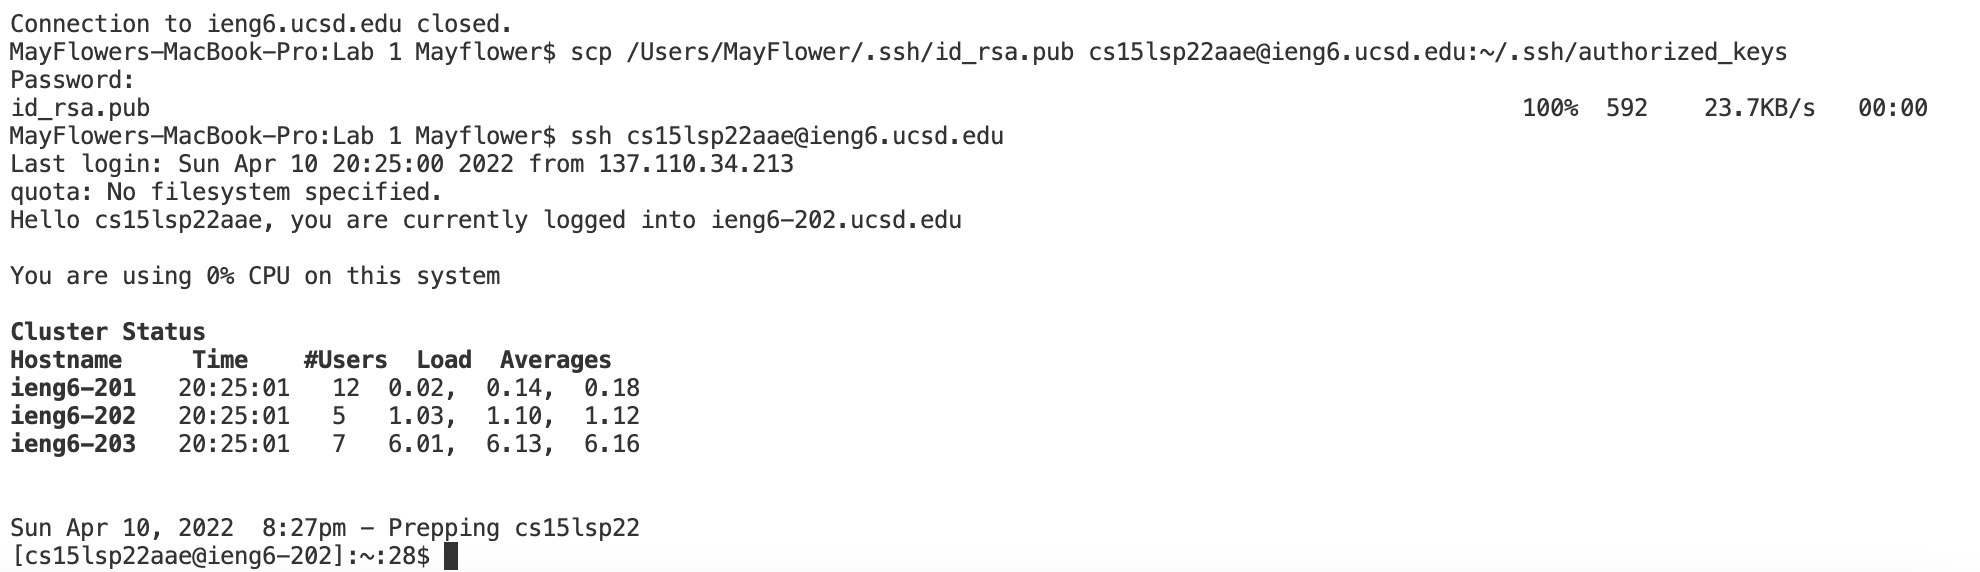 Connection to ieng6.ucsd.edu closed.
MayFlowers-MacBook-Pro:Lab 1 Mayflower$ scp /Users/MayFlower/.ssh/id_rsa.pub cs15lsp22aae@ieng6.ucsd.edu:~/.ssh/authorized_keys
Password:
id_rsa.pub 100% 592 23.7KB/s 00:00
MayFlowers-MacBook-Pro:Lab 1 Mayflower$ ssh cs15lsp22aae@ieng6.ucsd.edu
Last login: Sun Apr 10 20:25:00 2022 from 137.110.34.213
quota: No filesystem specified.
Hello cs15lsp22aae, you are currently logged into ieng6-202.ucsd.edu
You are using 0% CPU on this system
Cluster Status
Hostname Time #Users Load Averages
ieng6-201 20:25:01 12 0.02, 0.14, 0.18
ieng6-202 20:25:01 5 1.03, 1.10, 1.12
ieng6-203 20:25:01 7 6.01, 6.13, 6.16
Sun Apr 10, 2022 8:27pm - Prepping cs15lsp22
[cs15lsp22aae@ieng6-202]:~:28$